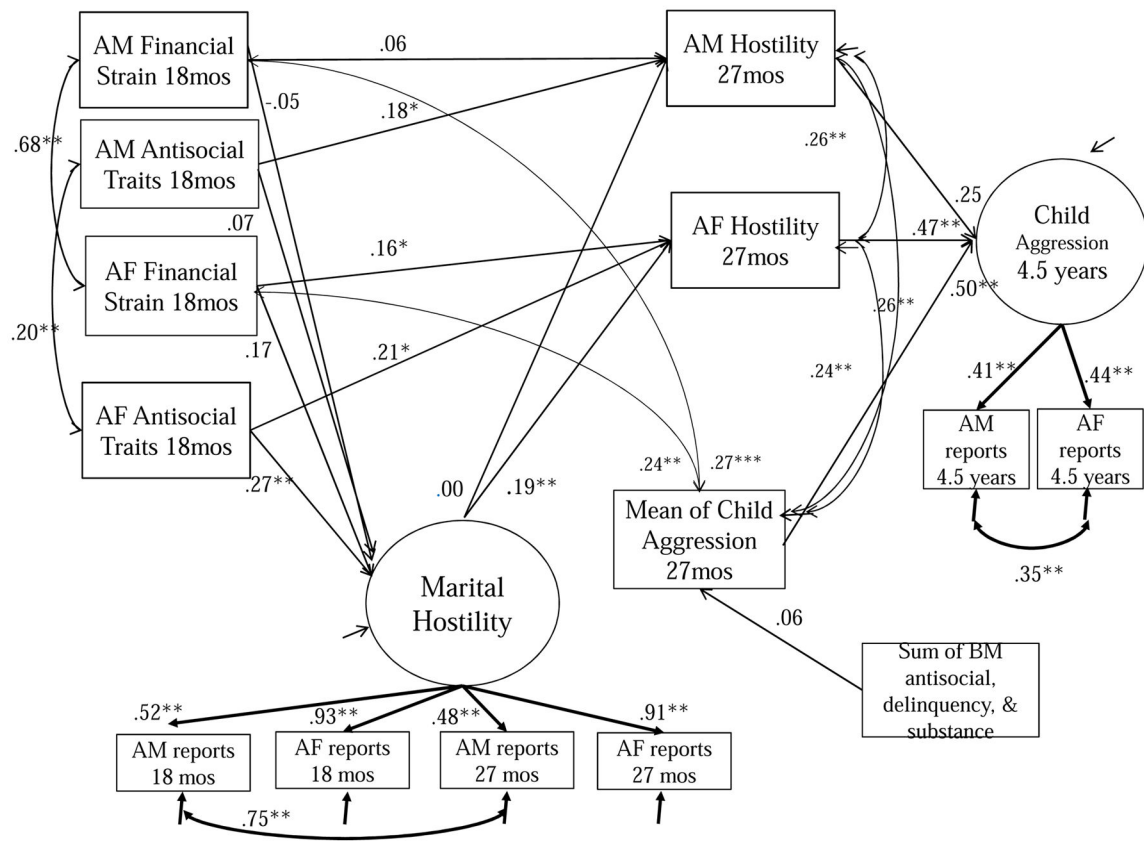 AM Financial
Strain 18mos
AM Antisocial
Traits 18mos
AF Financial
Strain 18mos
AF Antisocial
Traits 18mos
.68**
.20**
.06
-.05
.18*
.07
.16*
.17
.21*
.27**
AM Hostility
27mos
AF Hostility
27mos
.26**
.25
.47**
.50**
.26**
.24**
Child
Aggression
4.5 years
.41**
.44**
AM
reports
4.5 years
AF
reports
4.5 years
.35**
.00
.19**
.24**
.27***
Mean of Child
Aggression
27mos
.06
Sum of BM
antisocial,
delinquency, &
substance
Marital
Hostility
.52**
.93**
.48**
.91**
AM reports
18 mos
AF reports
18 mos
AM reports
27 mos
AF reports
27 mos
.75**